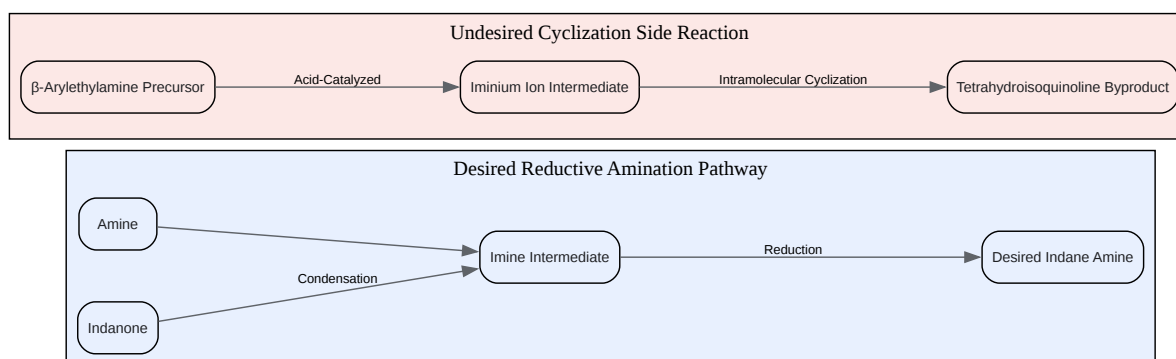 Undesired Cyclization Side Reaction
β-Arylethylamine Precursor
Acid-Catalyzed
Iminium Ion Intermediate
Intramolecular Cyclization
Tetrahydroisoquinoline Byproduct
Desired Reductive Amination Pathway
Amine
Imine Intermediate
Reduction
Desired Indane Amine
Condensation
Indanone